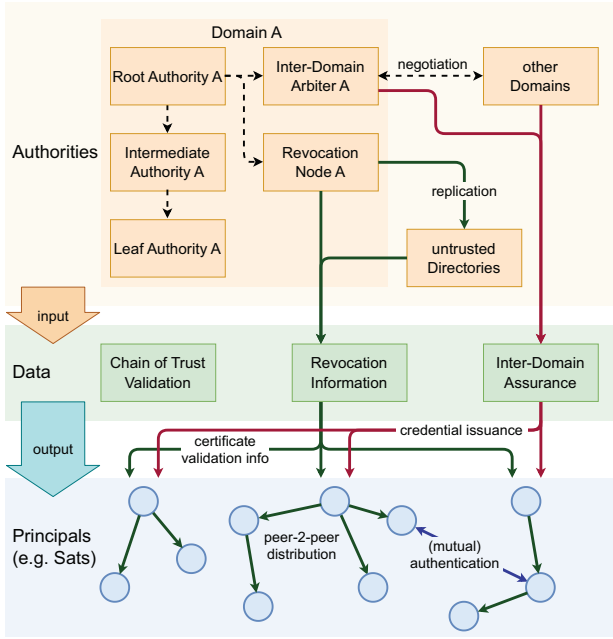 Domain A
Root Authority A
Inter-Domain
Arbiter A
negotiation
other
Domains
Authorities
Intermediate
Authority A
Revocation
Node A
replication
Leaf Authority A
untrusted
Directories
input
Data
Chain of Trust
Validation
Revocation
Information
Inter-Domain
Assurance
output
credential issuance
certificate
validation info
Principals
(e.g. Sats)
peer-2-peer
distribution
(mutual)
authentication